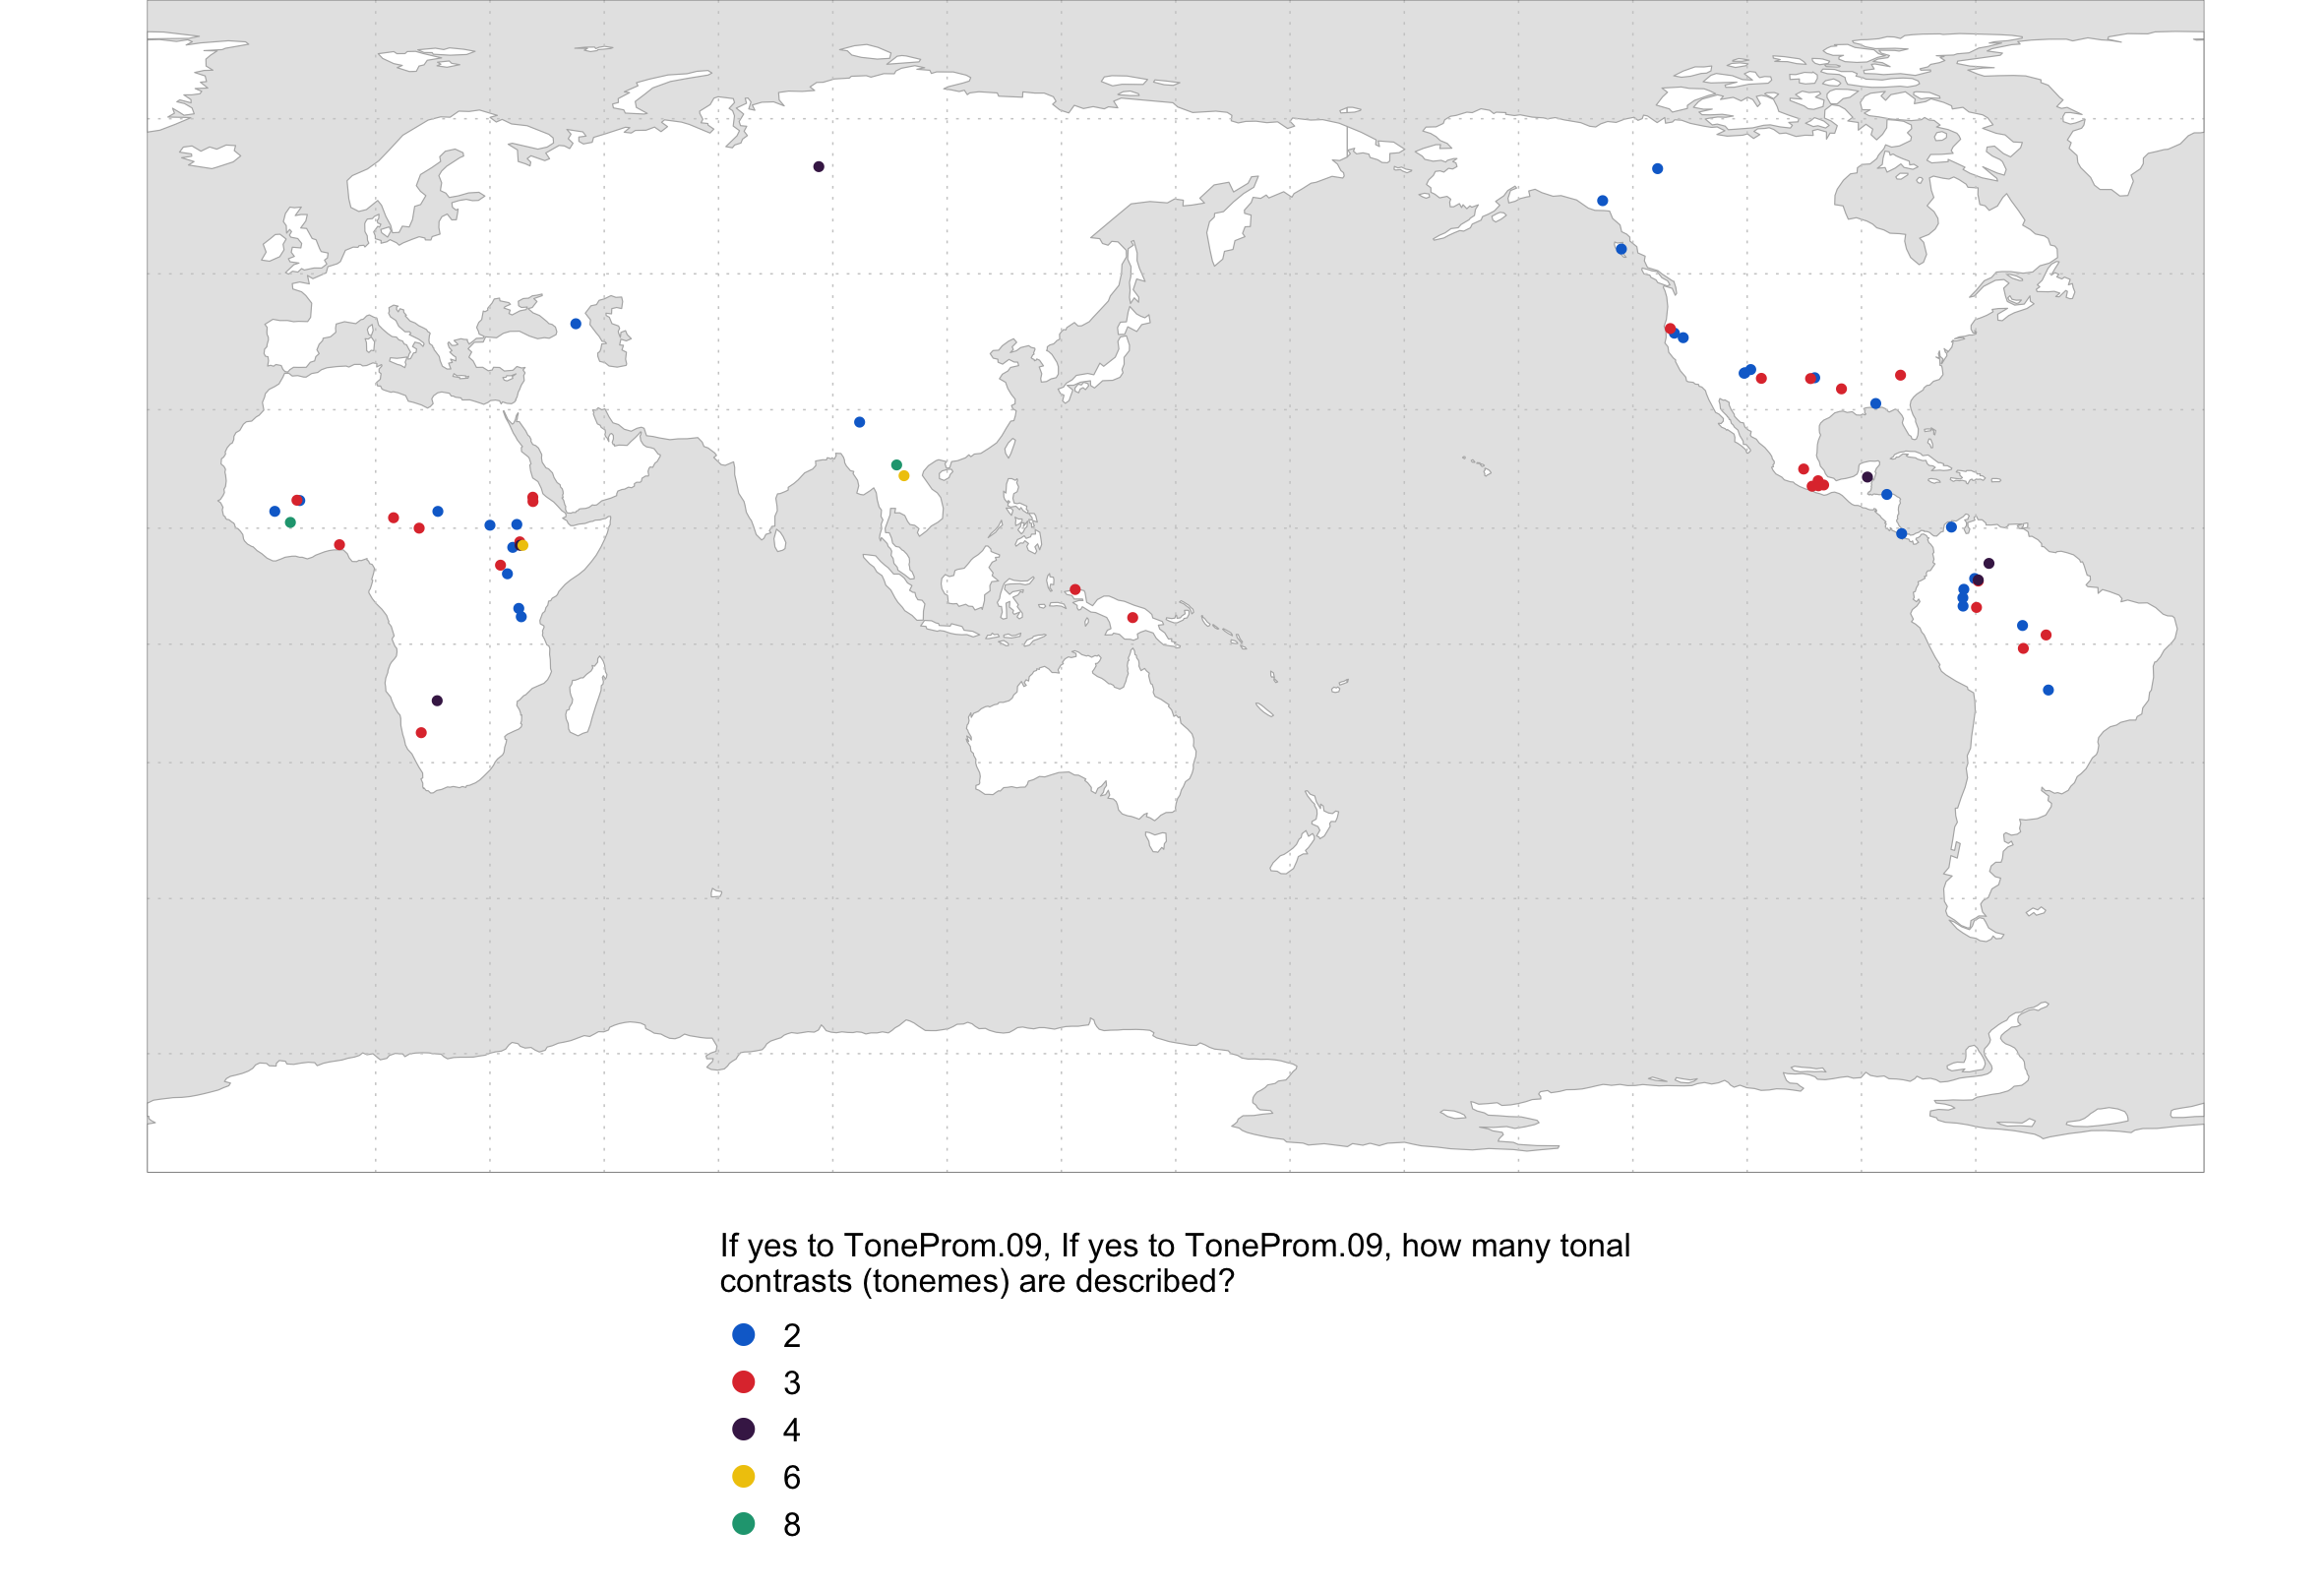 If yes to ToneProm.09, If yes to ToneProm.09, how many tonal
contrasts (tonemes) are described?
2
3
4
6
8